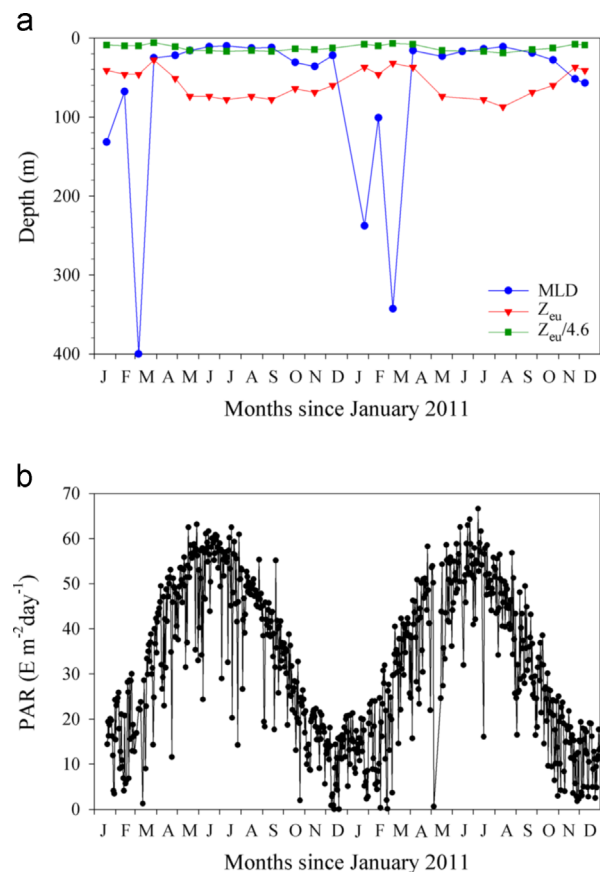 a
0
100
200
300
400
Depth (m)
MLD
Zeu
Zeu/4.6
J F M A M J J A S O N D J F M A M J J A S O N D
Months since January 2011
b
70
60
50
40
30
20
10
0
PAR (E m-2day-1)
J F M A M J J A S O N D J F M A M J J A S O N D
Months since January 2011